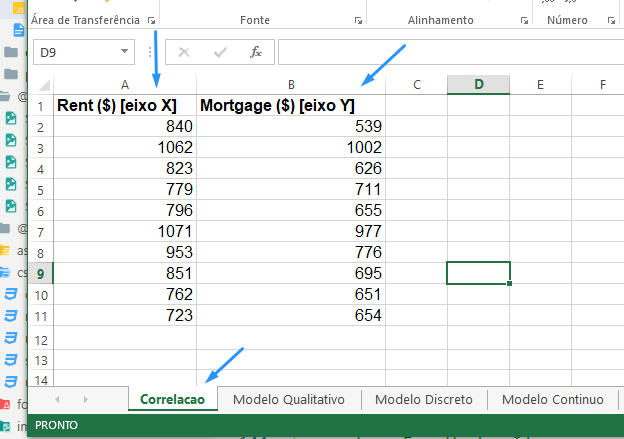 Área de Transferência Fonte Alinhamento Número
D9 fx
A B C D E F
1 Rent ($) [eixo X] Mortgage ($) [eixo Y]
2 840 539
3 1062 1002
4 823 626
5 779 711
6 796 655
7 1071 977
8 953 776
9 851 695
10 762 651
11 723 654
12
13
14
Correlacao Modelo Qualitativo Modelo Discreto Modelo Continuo
PRONTO